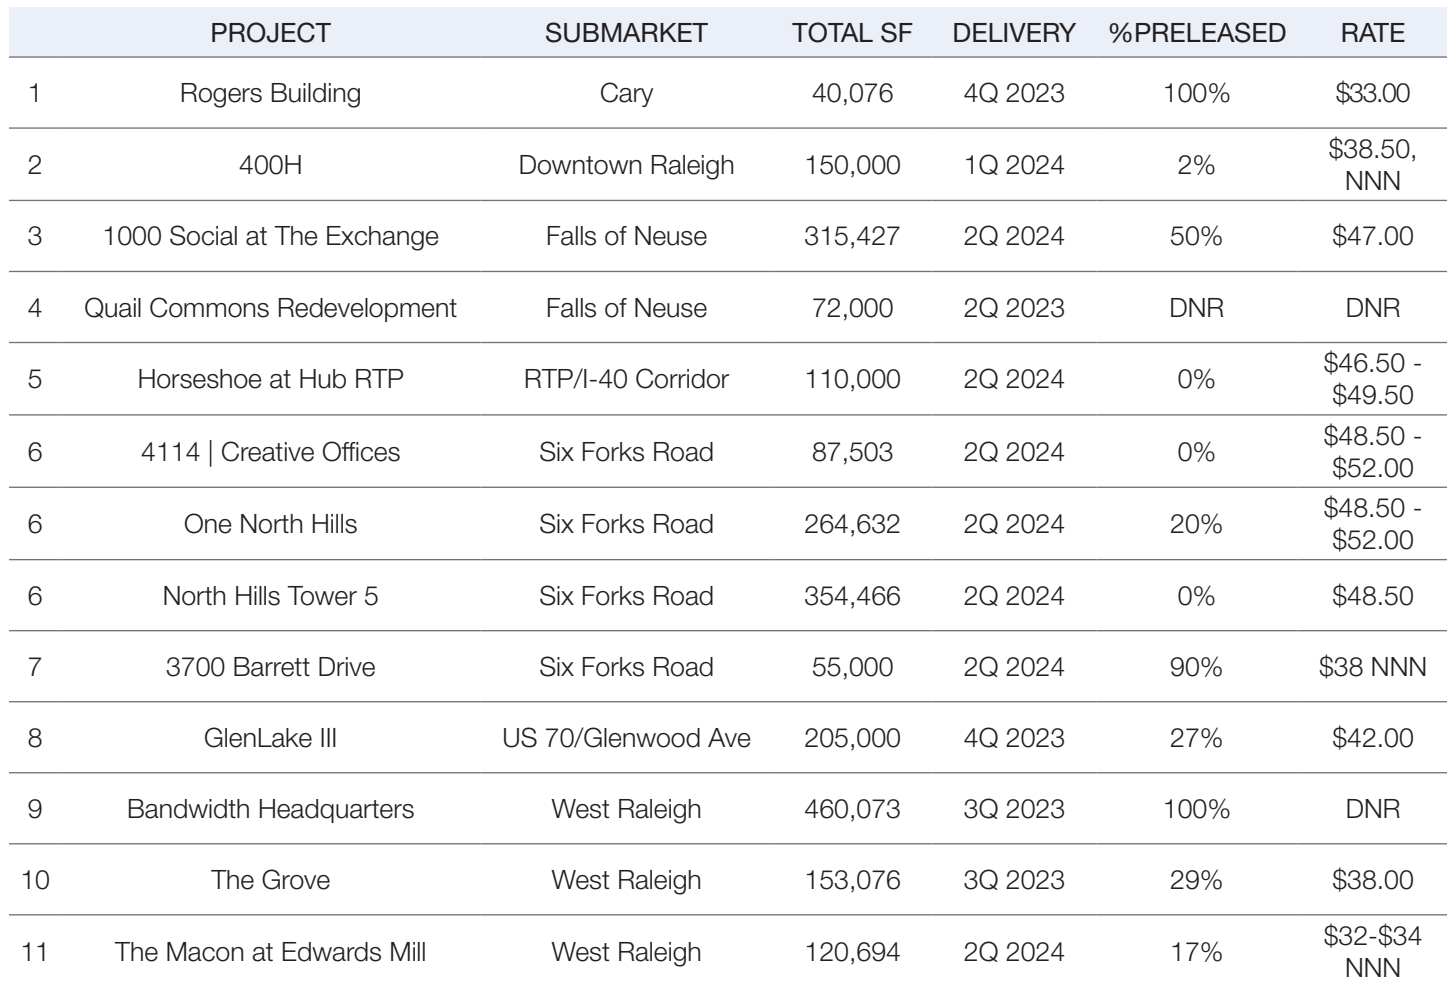 PROJECT SUBMARKET TOTAL SF DELIVERY %PRELEASED RATE
1 Rogers Building Cary 40,076 4Q 2023 100% $33.00
2 400H Downtown Raleigh 150,000 1Q 2024 2% $38.50,
NNN
3 1000 Social at The Exchange Falls of Neuse 315,427 2Q 2024 50% $47.00
4 Quail Commons Redevelopment Falls of Neuse 72,000 2Q 2023 DNR DNR
5 Horseshoe at Hub RTP RTP/I-40 Corridor 110,000 2Q 2024 0% $46.50 -
$49.50
6 4114 | Creative Offices Six Forks Road 87,503 2Q 2024 0% $48.50 -
$52.00
6 One North Hills Six Forks Road 264,632 2Q 2024 20% $48.50 -
$52.00
6 North Hills Tower 5 Six Forks Road 354,466 2Q 2024 0% $48.50
7 3700 Barrett Drive Six Forks Road 55,000 2Q 2024 90% $38 NNN
8 GlenLake III US 70/Glenwood Ave 205,000 4Q 2023 27% $42.00
9 Bandwidth Headquarters West Raleigh 460,073 3Q 2023 100% DNR
10 The Grove West Raleigh 153,076 3Q 2023 29% $38.00
11 The Macon at Edwards Mill West Raleigh 120,694 2Q 2024 17% $32-$34
NNN